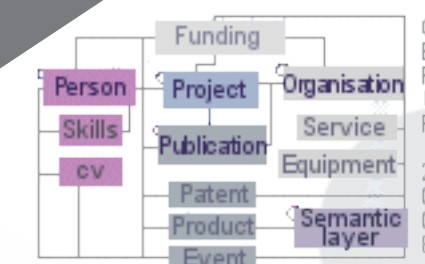 Funding
Person
Project
Organisation
Skills
Publication
Service
CV
Equipment
Patent
Product
Semantic
layer
Event